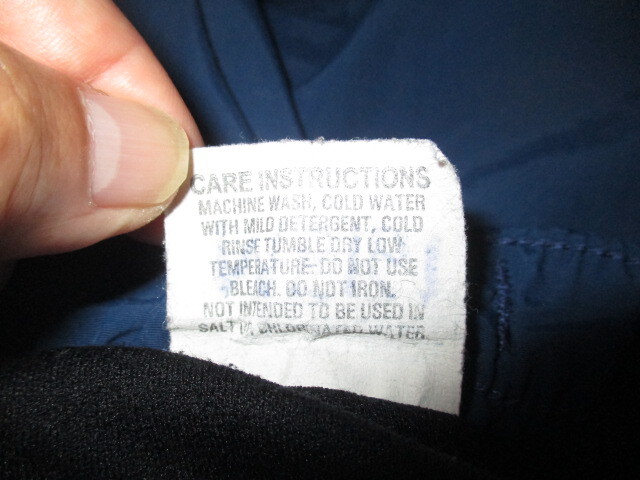 CARE INSTRUCTIONS
MACHINE WASH, COLD WATER
WITH MILD DETERGENT, COLD
RINSE TUMBLE DRY LOW
TEMPERATURE. DO NOT USE
BLEACH. DO NOT IRON.
NOT INTENDED TO BE USED IN
SALT WATER